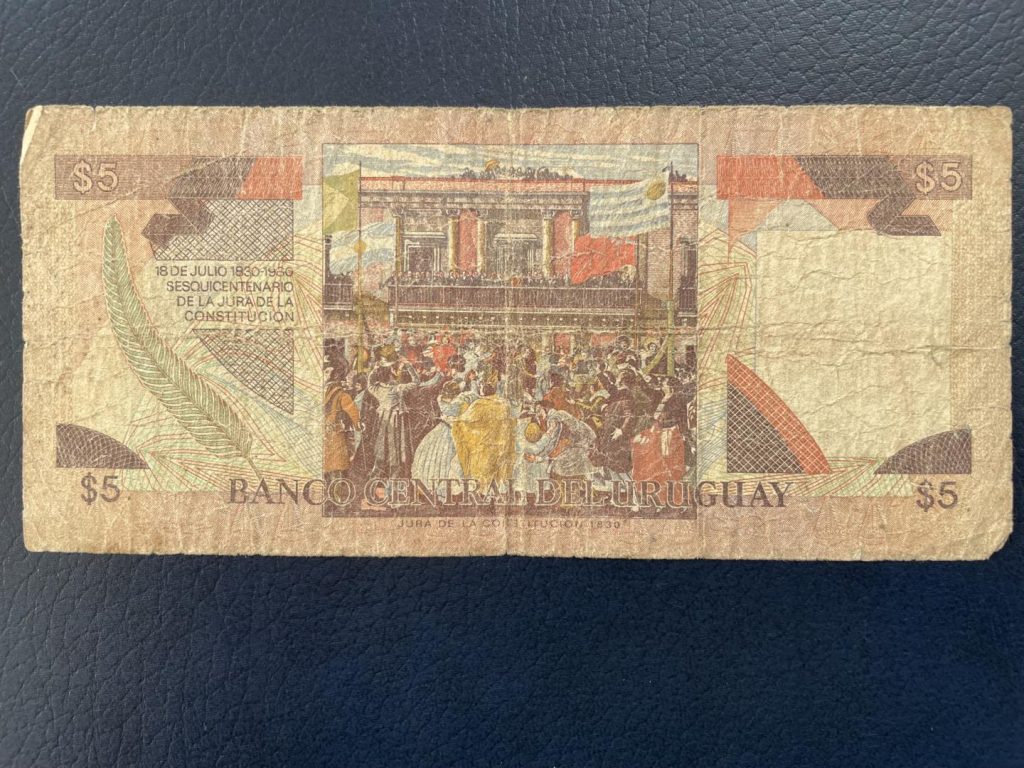 $5
$5
18 DE JULIO 1830-1980
SESQUICENTENARIO
DE LA JURA DE LA
CONSTITUCION
$5
BANCO CENTRAL DEL URUGUAY
$5
JURA DE LA CONSTITUCION 1830